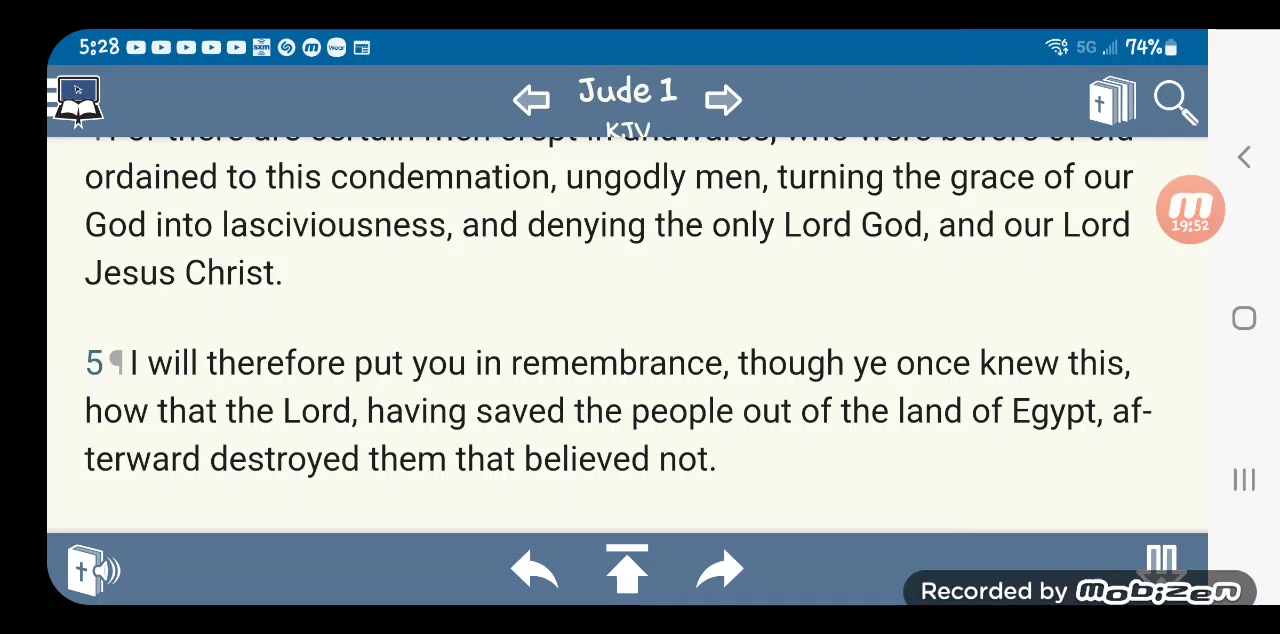 5:28 sxm m Wear 5G 74%
Jude 1
KJV
ordained to this condemnation, ungodly men, turning the grace of our
God into lasciviousness, and denying the only Lord God, and our Lord
Jesus Christ.
5 ¶ I will therefore put you in remembrance, though ye once knew this,
how that the Lord, having saved the people out of the land of Egypt, af-
terward destroyed them that believed not.
m
19:52
Recorded by mobizen